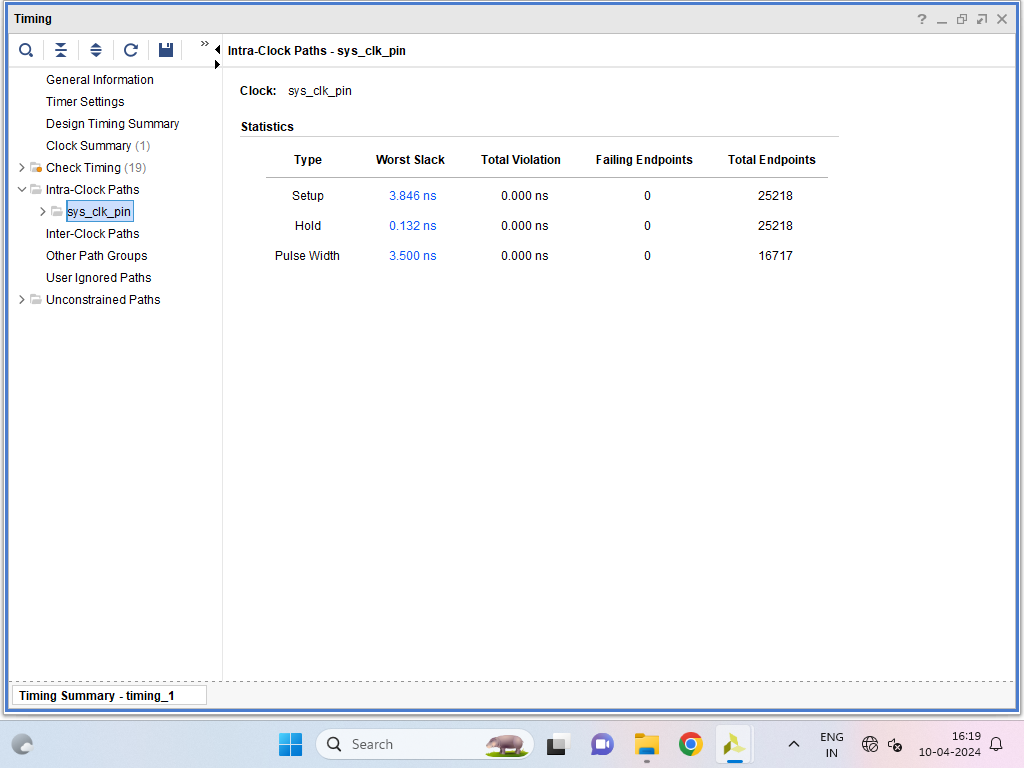 Timing
Intra-Clock Paths - sys_clk_pin
General Information
Timer Settings
Design Timing Summary
Clock Summary (1)
Check Timing (19)
Intra-Clock Paths
sys_clk_pin
Inter-Clock Paths
Other Path Groups
User Ignored Paths
Unconstrained Paths
Clock: sys_clk_pin
Statistics
Type Worst Slack Total Violation Failing Endpoints Total Endpoints
Setup 3.846 ns 0.000 ns 0 25218
Hold 0.132 ns 0.000 ns 0 25218
Pulse Width 3.500 ns 0.000 ns 0 16717
Timing Summary - timing_1
Search
ENG
IN
16:19
10-04-2024